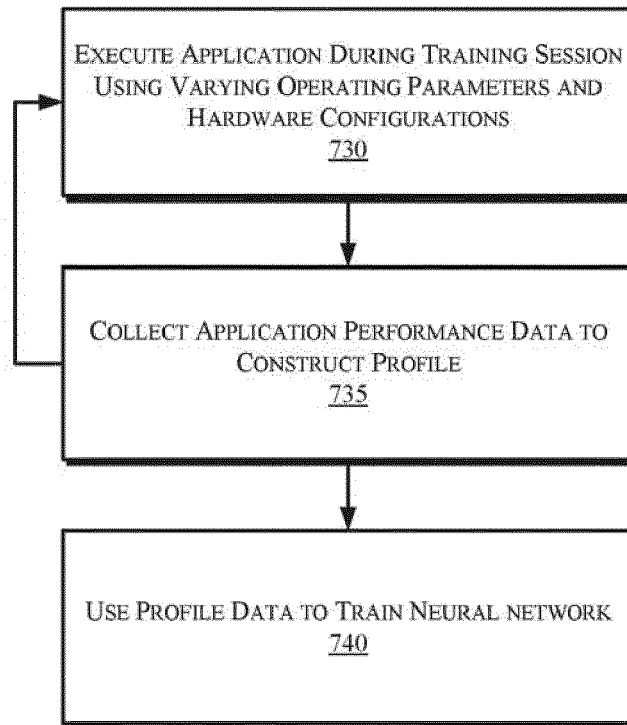 EXECUTE APPLICATION DURING TRAINING SESSION
USING VARYING OPERATING PARAMETERS AND
HARDWARE CONFIGURATIONS
730
COLLECT APPLICATION PERFORMANCE DATA TO
CONSTRUCT PROFILE
735
USE PROFILE DATA TO TRAIN NEURAL NETWORK
740